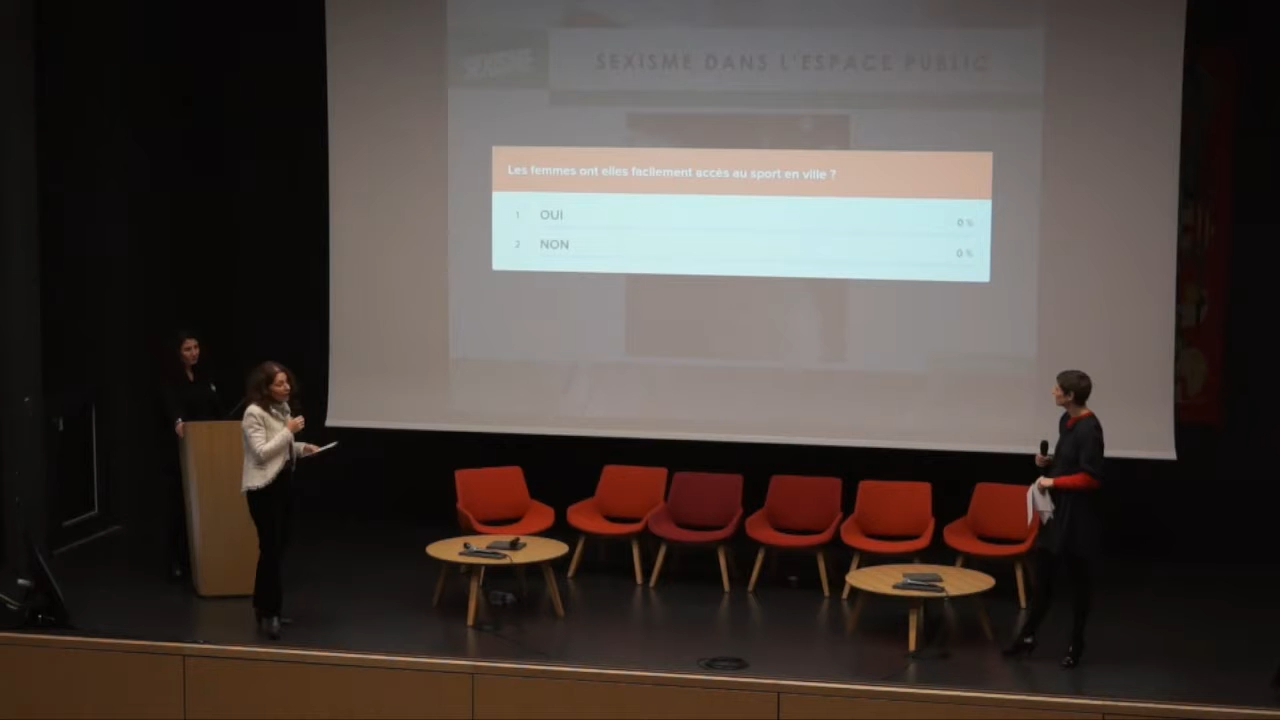 SEXISME DANS L'ESPACE PUBLIC
Les femmes ont elles facilement accès au sport en ville ?
1 OUI 0 %
2 NON 0 %